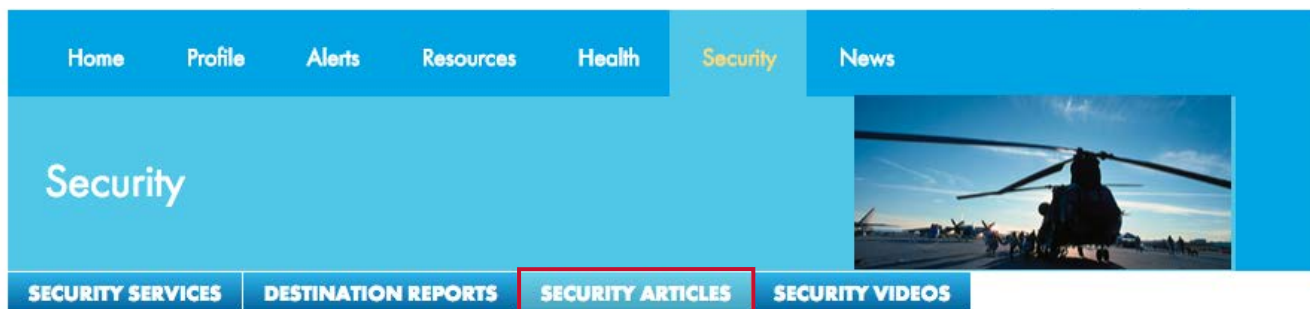 Home Profile Alerts Resources Health Security News
Security
SECURITY SERVICES DESTINATION REPORTS SECURITY ARTICLES SECURITY VIDEOS